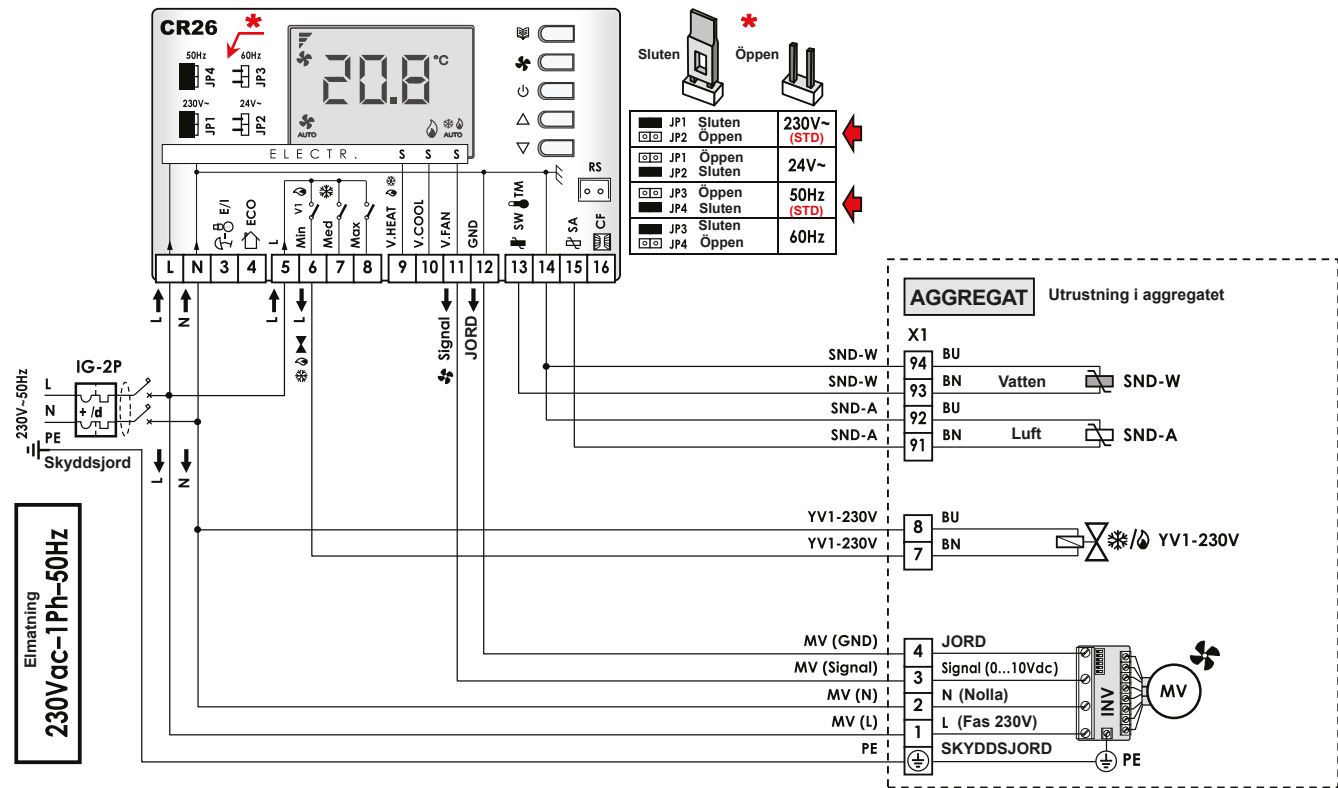 CR26
*
50Hz
60Hz
JP4
JP3
230V~
24V~
JP1
JP2
20.8 °C
AUTO
AUTO
ELECTR.
S S S
RS
E/I
ECO
L
Min
V1
Med
Max
V.HEAT
V.COOL
V.FAN
GND
SW
TM
SA
CF
L N 3 4 5 6 7 8 9 10 11 12 13 14 15 16
*
Sluten
Öppen
JP1 Sluten
JP2 Öppen
230V~
(STD)
JP1 Öppen
JP2 Sluten
24V~
JP3 Öppen
JP4 Sluten
50Hz
(STD)
JP3 Sluten
JP4 Öppen
60Hz
L
N
L
L
Signal
JORD
IG-2P
230V~50Hz
L
N
PE
+ /d
Skyddsjord
L
N
Elmatning
230Vac–1Ph–50Hz
AGGREGAT
Utrustning i aggregatet
X1
SND-W 94 BU
SND-W 93 BN Vatten SND-W
SND-A 92 BU
SND-A 91 BN Luft SND-A
YV1-230V 8 BU
YV1-230V 7 BN
/ YV1-230V
MV (GND) 4 JORD
MV (Signal) 3 Signal (0...10Vdc)
MV (N) 2 N (Nolla)
MV (L) 1 L (Fas 230V)
PE SKYDDSJORD
INV
MV
PE